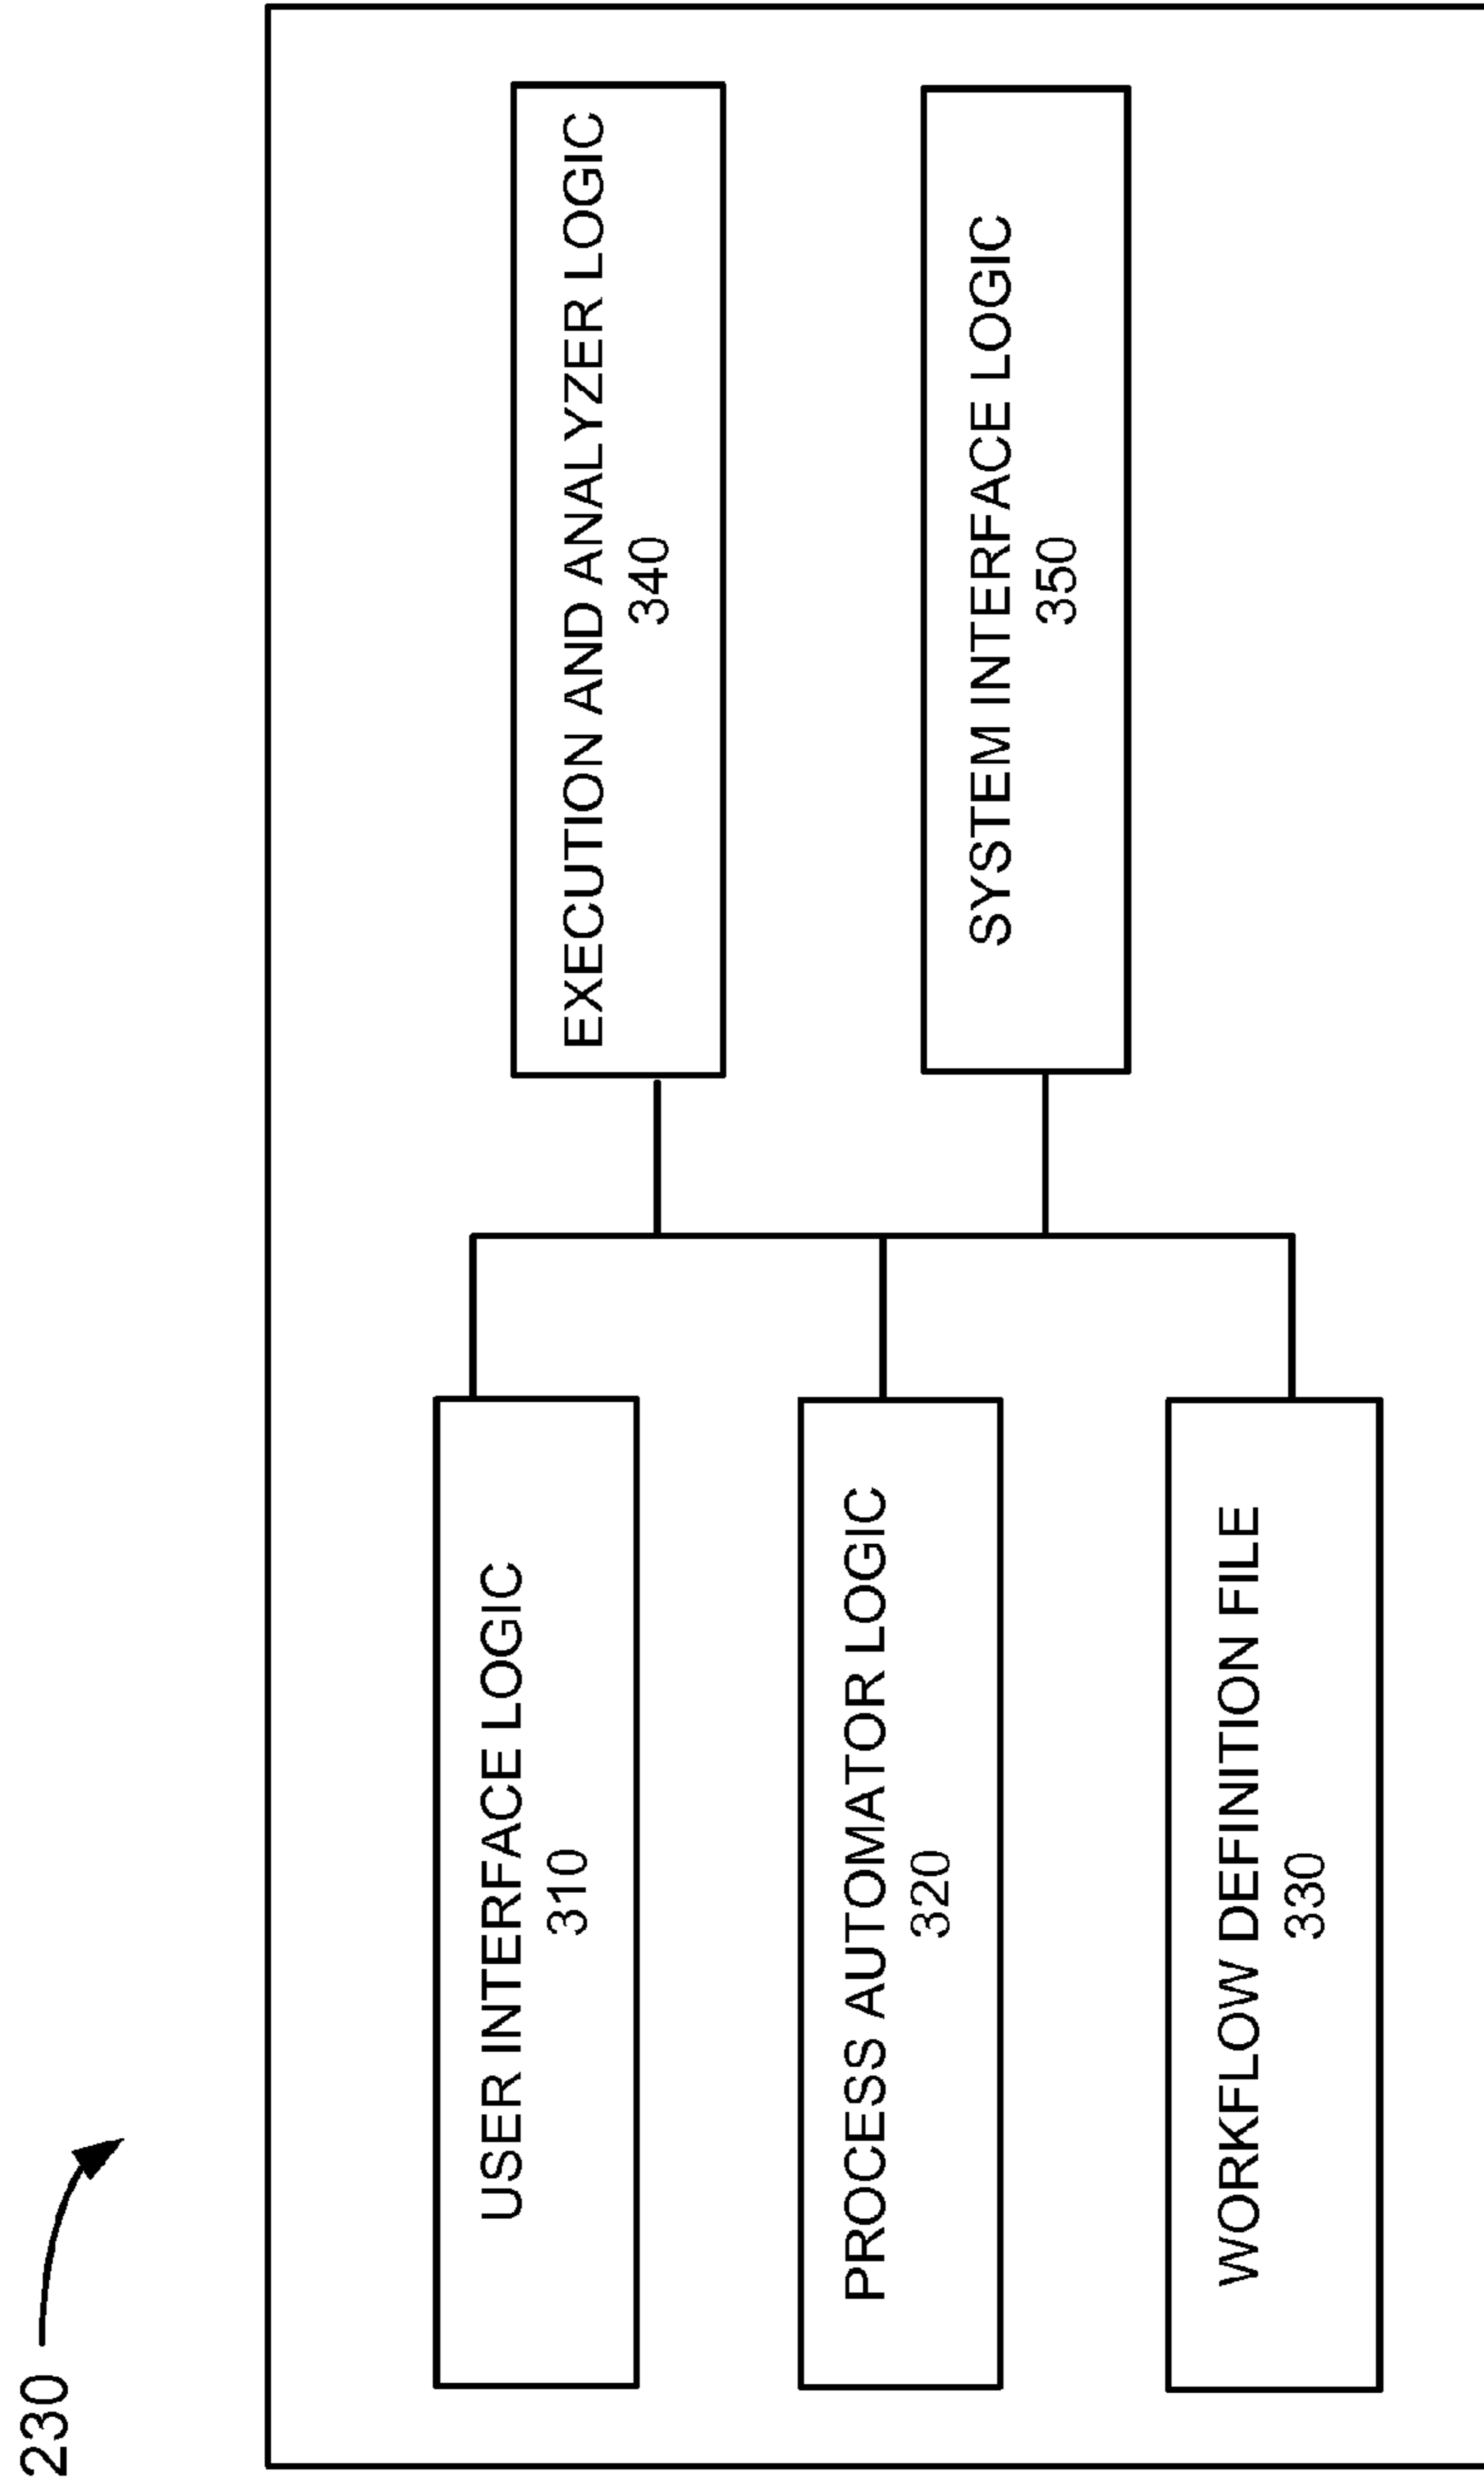 230
USER INTERFACE LOGIC
310
PROCESS AUTOMATOR LOGIC
320
WORKFLOW DEFINITION FILE
330
EXECUTION AND ANALYZER LOGIC
340
SYSTEM INTERFACE LOGIC
350